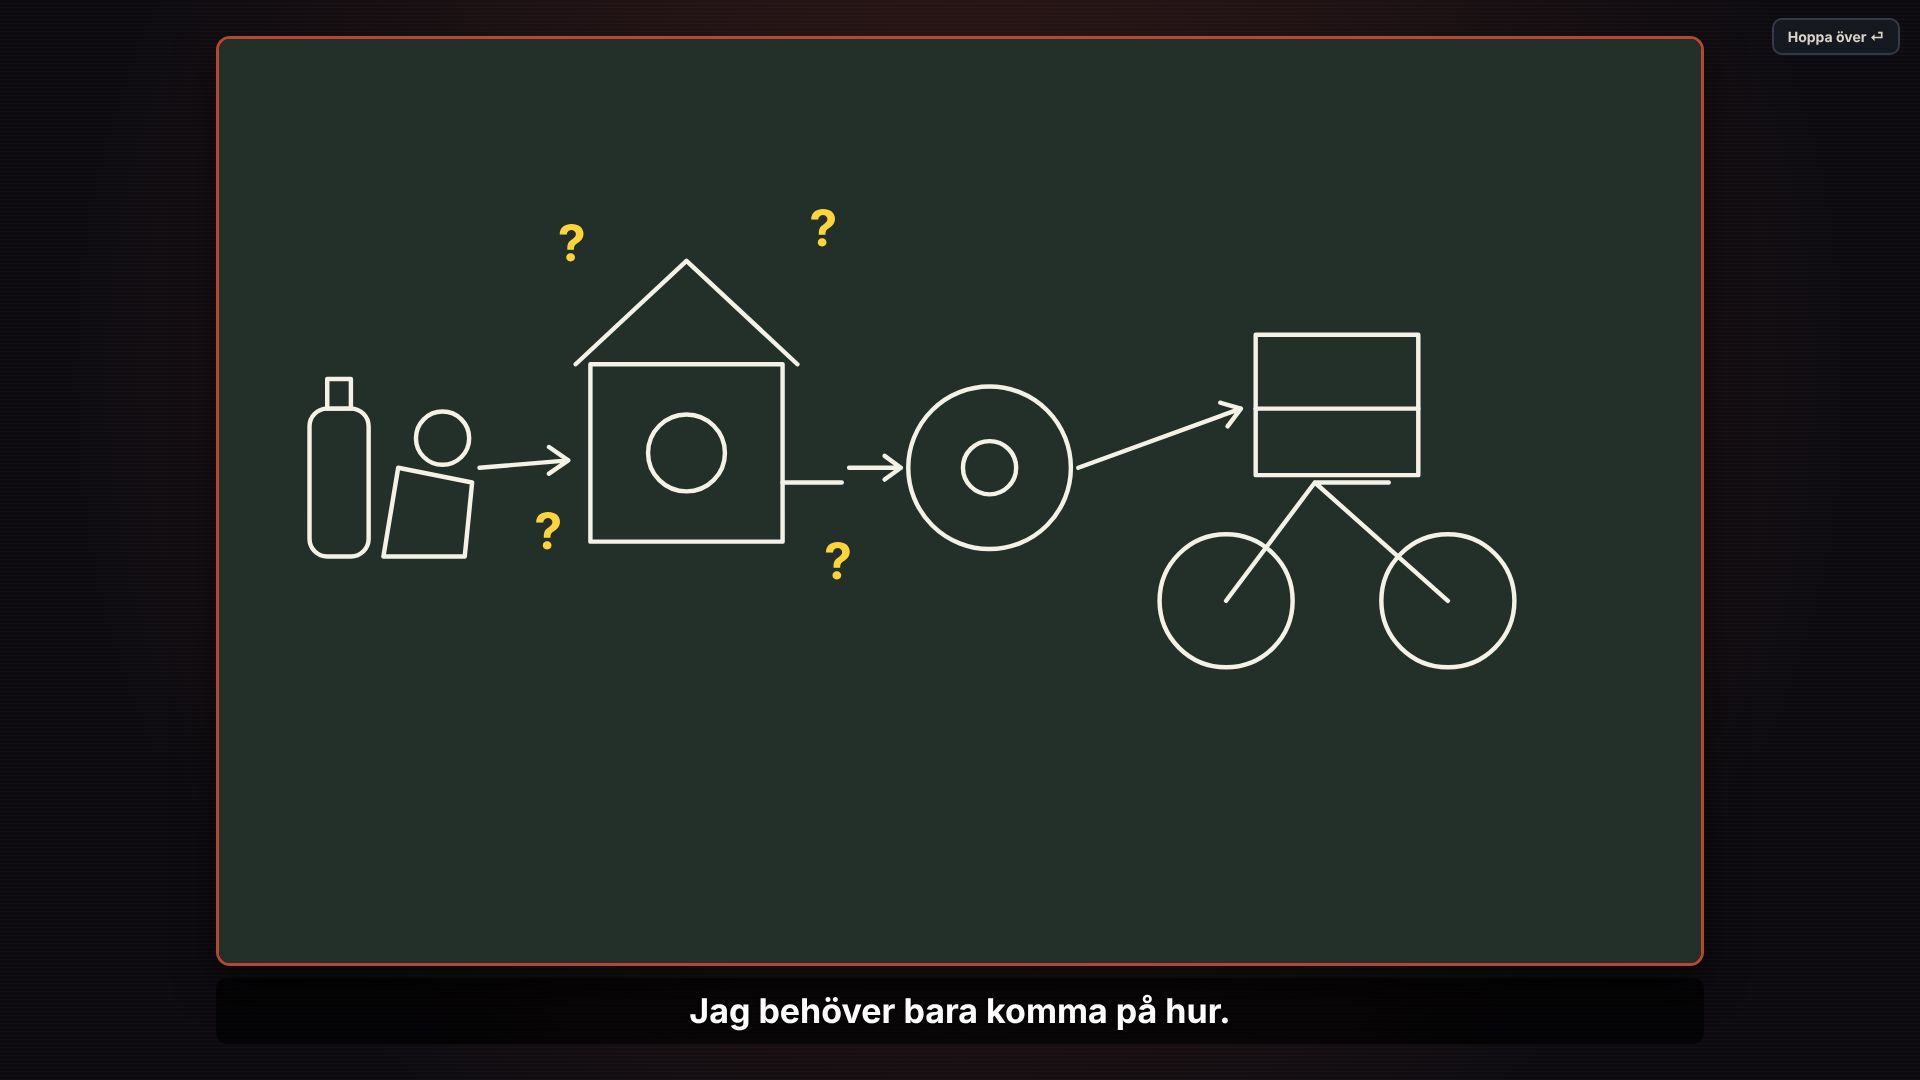 Hoppa över ⏎
? ?
? ?
Jag behöver bara komma på hur.